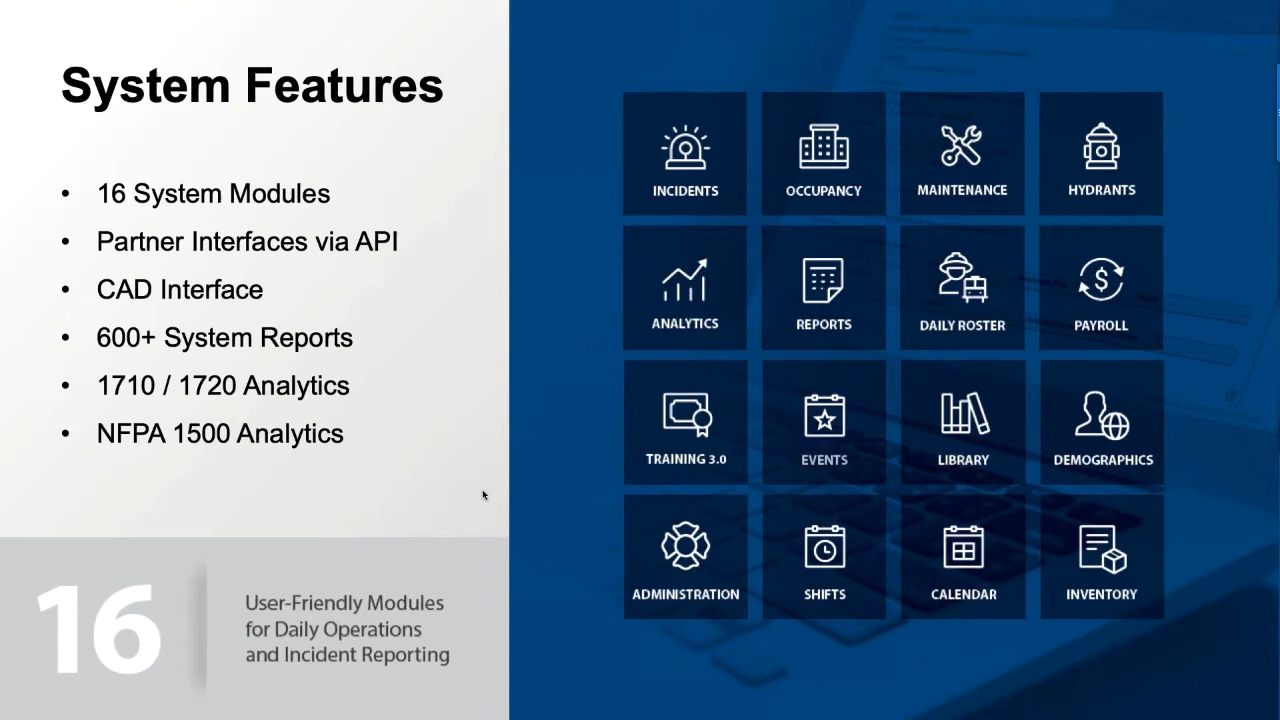 System Features
• 16 System Modules
• Partner Interfaces via API
• CAD Interface
• 600+ System Reports
• 1710 / 1720 Analytics
• NFPA 1500 Analytics
16
User-Friendly Modules
for Daily Operations
and Incident Reporting
INCIDENTS
OCCUPANCY
MAINTENANCE
HYDRANTS
ANALYTICS
REPORTS
DAILY ROSTER
PAYROLL
TRAINING 3.0
EVENTS
LIBRARY
DEMOGRAPHICS
ADMINISTRATION
SHIFTS
CALENDAR
INVENTORY